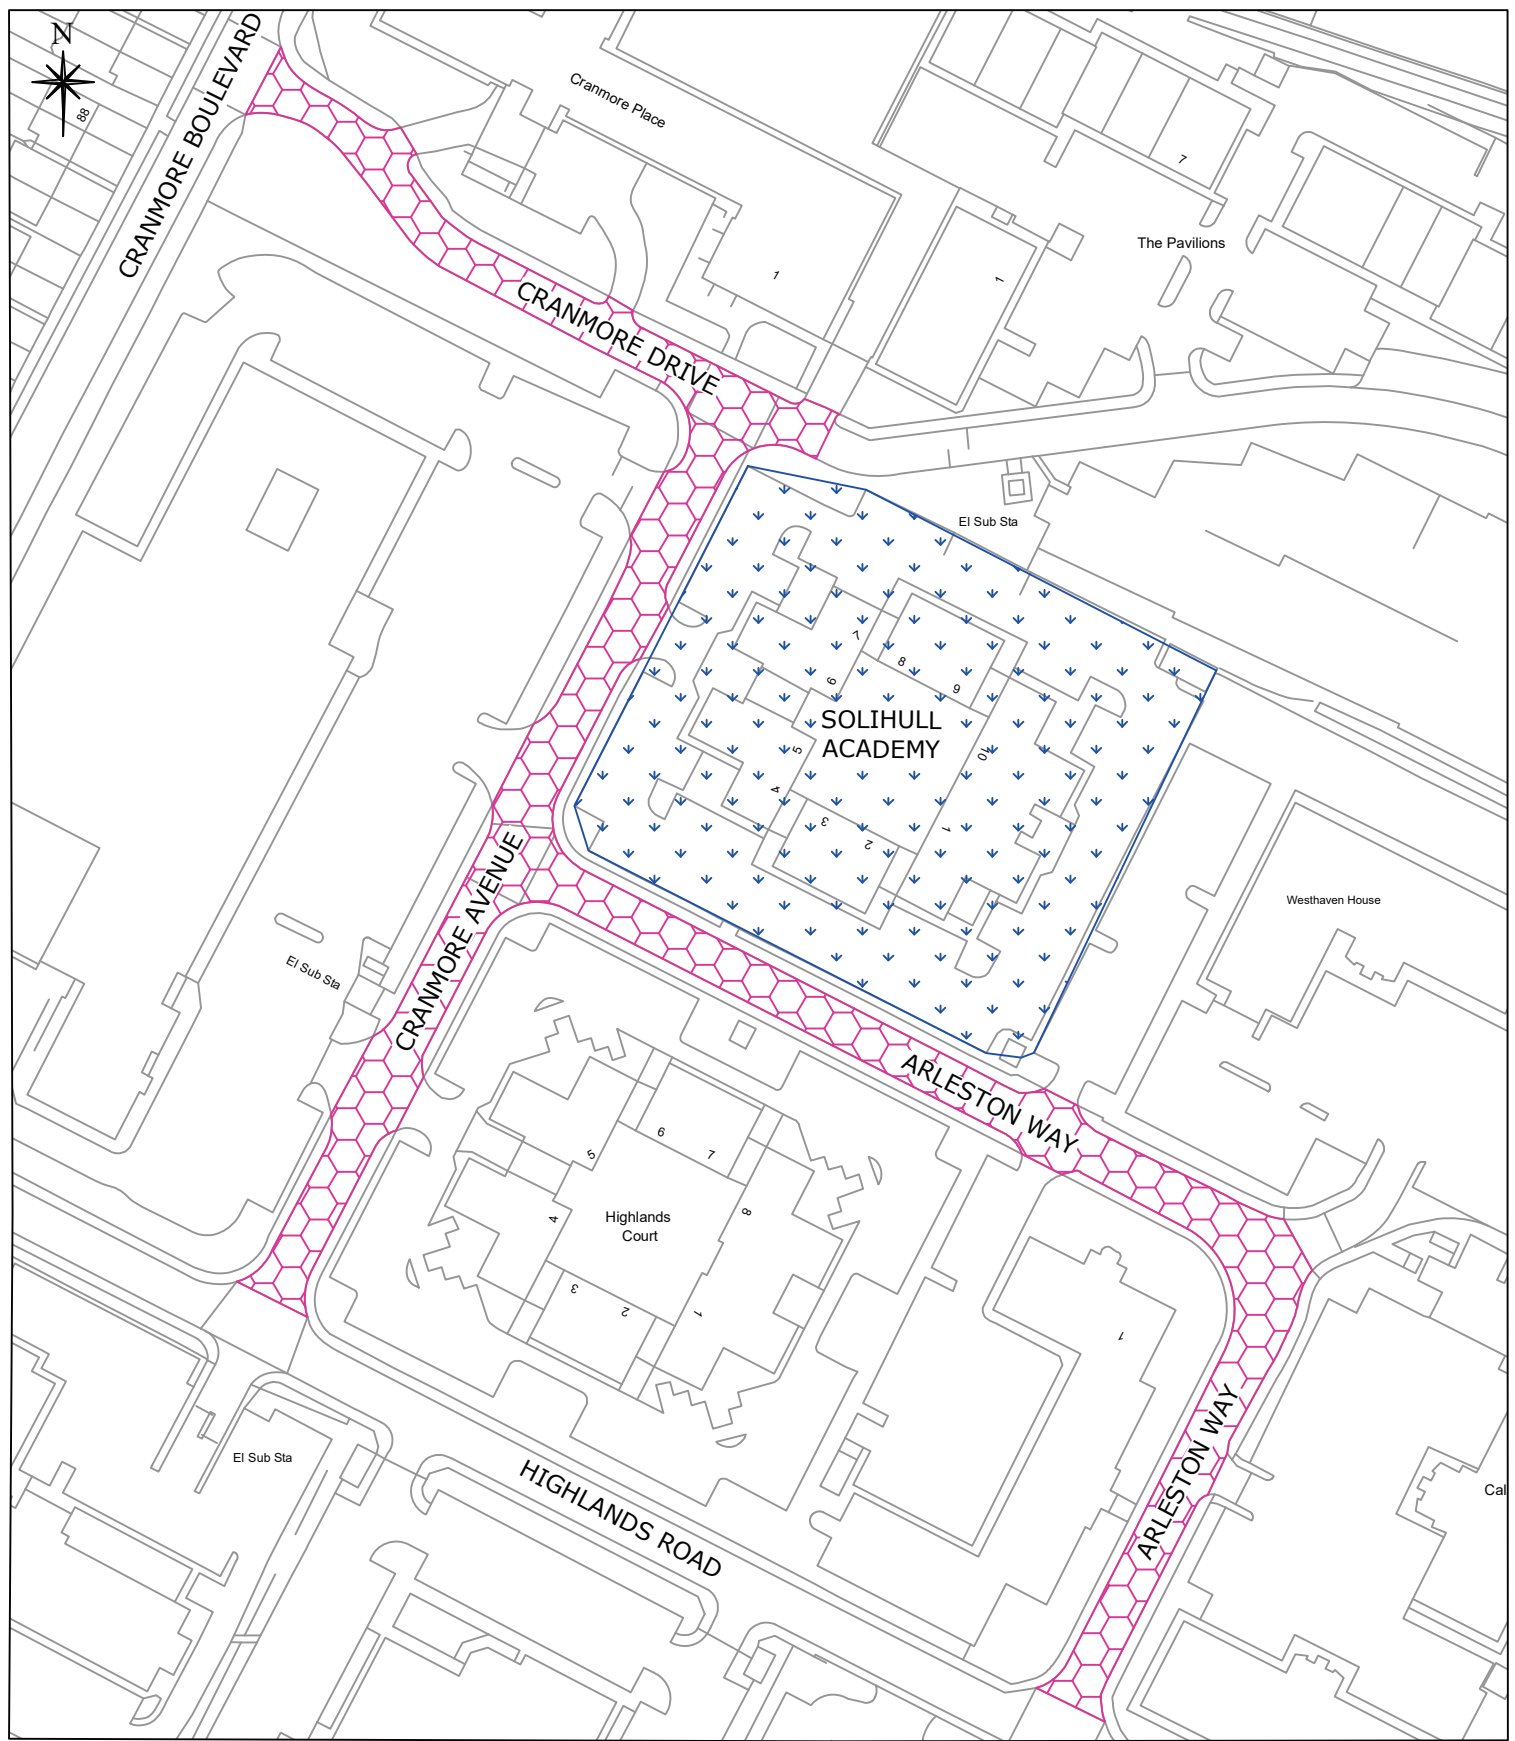 N
CRANMORE BOULEVARD
88
Cranmore Place
7
The Pavilions
1
1
CRANMORE DRIVE
El Sub Sta
7
8
9
6
SOLIHULL
ACADEMY
5
10
4
3
2
1
CRANMORE AVENUE
Westhaven House
El Sub Sta
ARLESTON WAY
6
7
5
4
8
Highlands
Court
3
2
1
1
ARLESTON WAY
El Sub Sta
HIGHLANDS ROAD
Cal